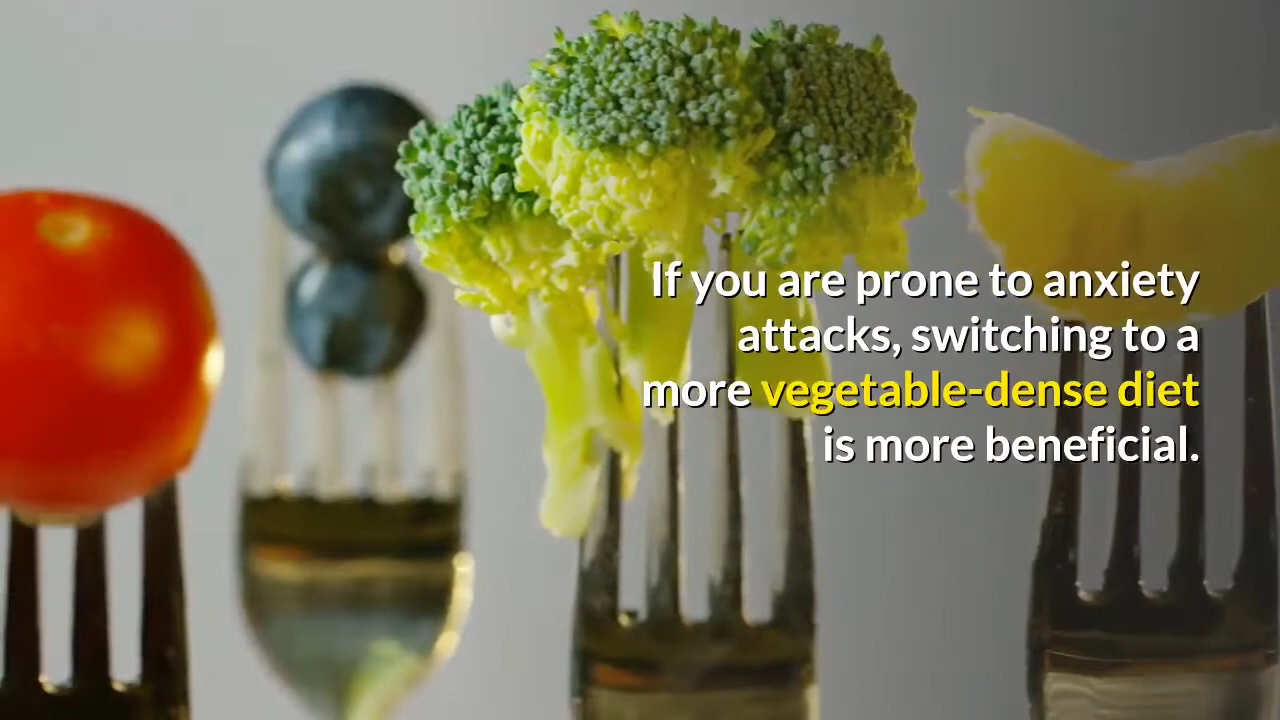 If you are prone to anxiety
attacks, switching to a
more vegetable-dense diet
is more beneficial.